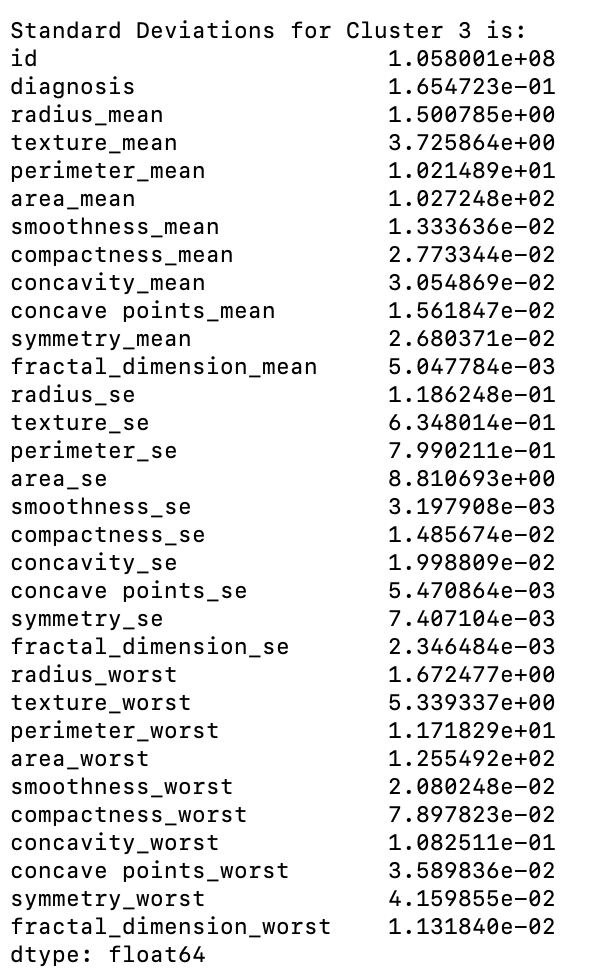 Standard Deviations for Cluster 3 is:
id 1.058001e+08
diagnosis 1.654723e-01
radius_mean 1.500785e+00
texture_mean 3.725864e+00
perimeter_mean 1.021489e+01
area_mean 1.027248e+02
smoothness_mean 1.333636e-02
compactness_mean 2.773344e-02
concavity_mean 3.054869e-02
concave points_mean 1.561847e-02
symmetry_mean 2.680371e-02
fractal_dimension_mean 5.047784e-03
radius_se 1.186248e-01
texture_se 6.348014e-01
perimeter_se 7.990211e-01
area_se 8.810693e+00
smoothness_se 3.197908e-03
compactness_se 1.485674e-02
concavity_se 1.998809e-02
concave points_se 5.470864e-03
symmetry_se 7.407104e-03
fractal_dimension_se 2.346484e-03
radius_worst 1.672477e+00
texture_worst 5.339337e+00
perimeter_worst 1.171829e+01
area_worst 1.255492e+02
smoothness_worst 2.080248e-02
compactness_worst 7.897823e-02
concavity_worst 1.082511e-01
concave points_worst 3.589836e-02
symmetry_worst 4.159855e-02
fractal_dimension_worst 1.131840e-02
dtype: float64